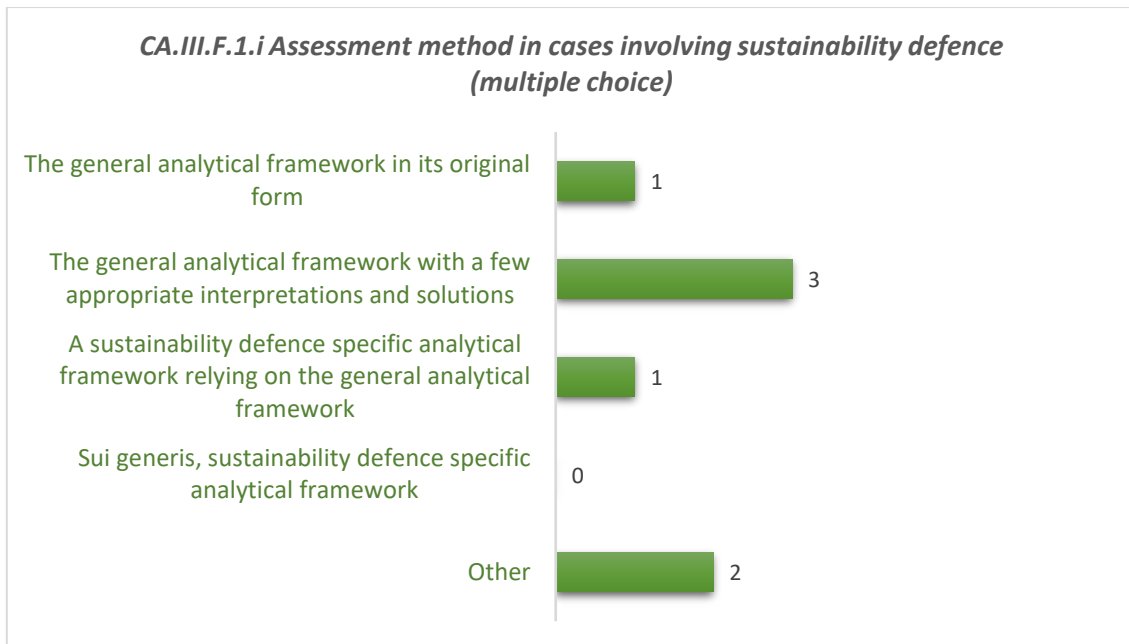 CA.III.F.1.i Assessment method in cases involving sustainability defence
(multiple choice)
The general analytical framework in its original
form
1
The general analytical framework with a few
appropriate interpretations and solutions
3
A sustainability defence specific analytical
framework relying on the general analytical
framework
1
Sui generis, sustainability defence specific
analytical framework
0
Other
2